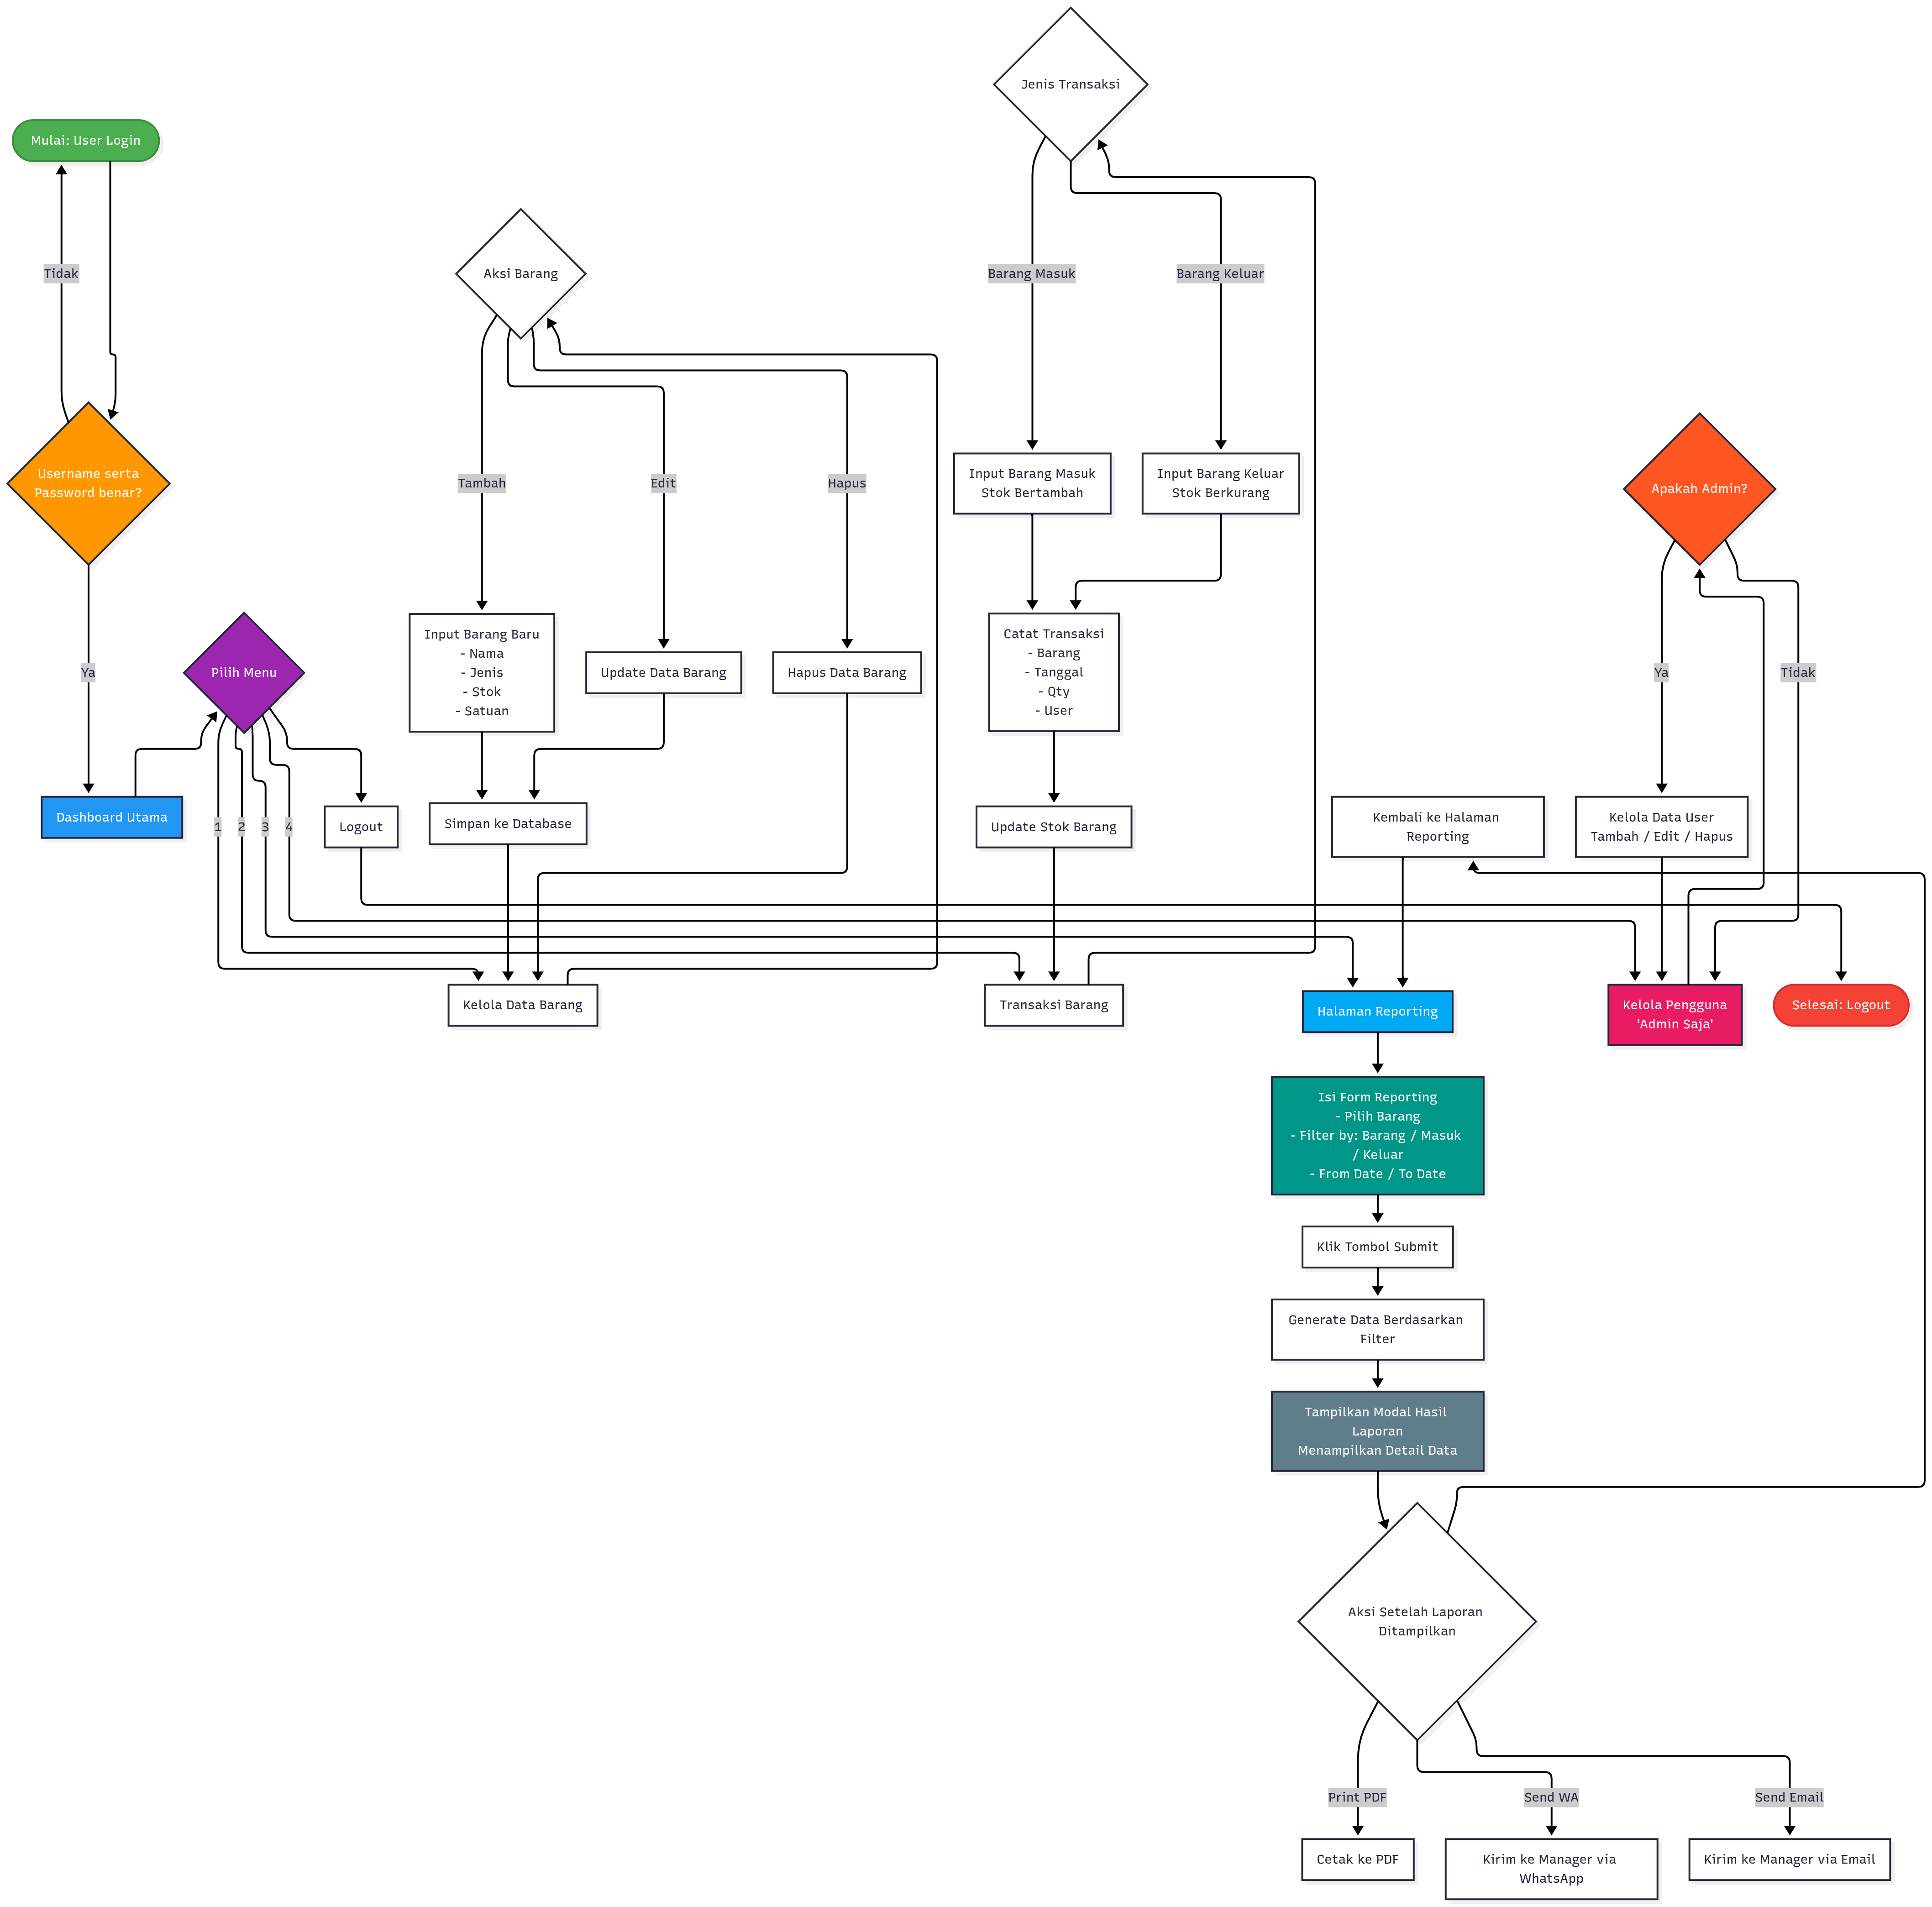 Jenis Transaksi
Mulai: User Login
Tidak
Aksi Barang
Barang Masuk
Barang Keluar
Username serta
Password benar?
Tambah
Edit
Hapus
Input Barang Masuk
Stok Bertambah
Input Barang Keluar
Stok Berkurang
Apakah Admin?
Ya
Pilih Menu
Input Barang Baru
- Nama
- Jenis
- Stok
- Satuan
Update Data Barang
Hapus Data Barang
Catat Transaksi
- Barang
- Tanggal
- Qty
- User
Ya
Tidak
Dashboard Utama
1
2
3
4
Logout
Simpan ke Database
Update Stok Barang
Kembali ke Halaman
Reporting
Kelola Data User
Tambah / Edit / Hapus
Kelola Data Barang
Transaksi Barang
Halaman Reporting
Kelola Pengguna
'Admin Saja'
Selesai: Logout
Isi Form Reporting
- Pilih Barang
- Filter by: Barang / Masuk
/ Keluar
- From Date / To Date
Klik Tombol Submit
Generate Data Berdasarkan
Filter
Tampilkan Modal Hasil
Laporan
Menampilkan Detail Data
Aksi Setelah Laporan
Ditampilkan
Print PDF
Send WA
Send Email
Cetak ke PDF
Kirim ke Manager via
WhatsApp
Kirim ke Manager via Email